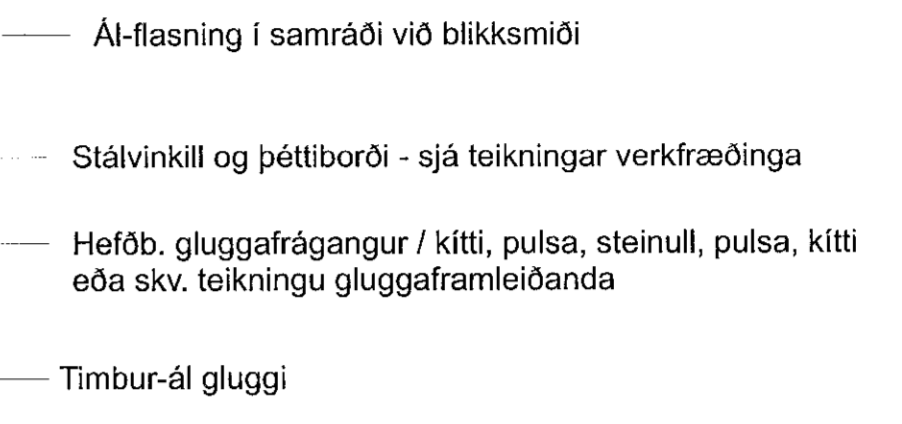 Ál-flasning í samráði við blikksmiði
Stálvinkill og þéttiborði - sjá teikningar verkfræðinga
Hefðb. gluggafrágangur / kítti, pulsa, steinull, pulsa, kítti
eða skv. teikningu gluggaframleiðanda
Timbur-ál gluggi